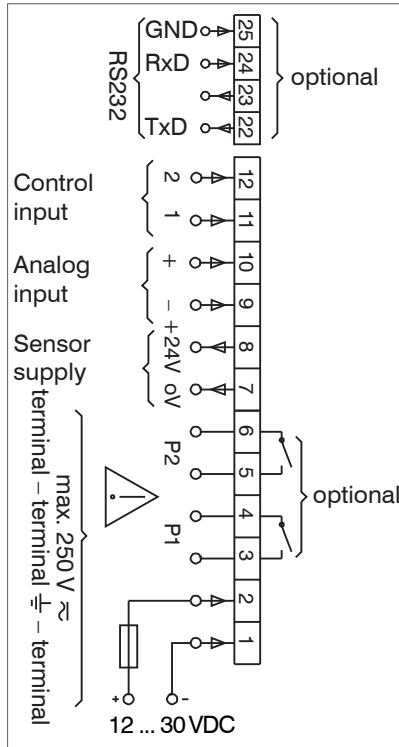 GND 25
RxD 24
23
TxD 22
RS232
optional
Control
input
2 12
1 11
Analog
input
+ 10
− 9
Sensor
supply
+24V 8
oV 7
P2
6
5
P1
4
3
optional
2
1
max. 250 V ⩬
terminal – terminal
⏚ – terminal
+ -
12 ... 30 VDC